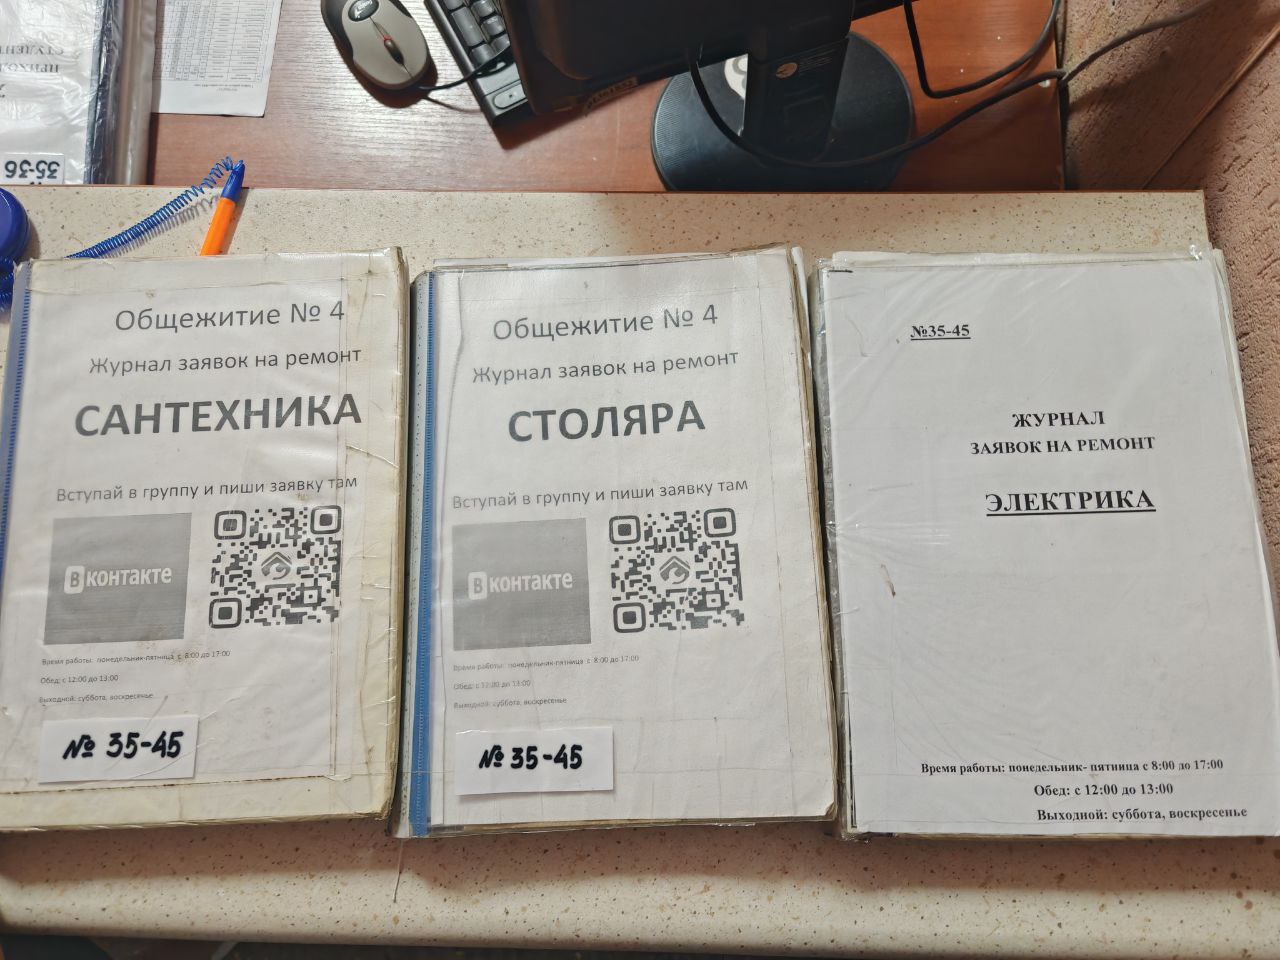 35-36
Общежитие № 4
Журнал заявок на ремонт
САНТЕХНИКА
Вступай в группу и пиши заявку там
В контакте
Время работы: понедельник-пятница с 8:00 до 17:00
Обед: с 12:00 до 13:00
Выходной: суббота, воскресенье
№ 35-45
Общежитие № 4
Журнал заявок на ремонт
СТОЛЯРА
Вступай в группу и пиши заявку там
В контакте
Время работы: понедельник-пятница с 8:00 до 17:00
Обед: с 12:00 до 13:00
Выходной: суббота, воскресенье
№ 35-45
№35-45
ЖУРНАЛ
ЗАЯВОК НА РЕМОНТ
ЭЛЕКТРИКА
Время работы: понедельник- пятница с 8:00 до 17:00
Обед: с 12:00 до 13:00
Выходной: суббота, воскресенье